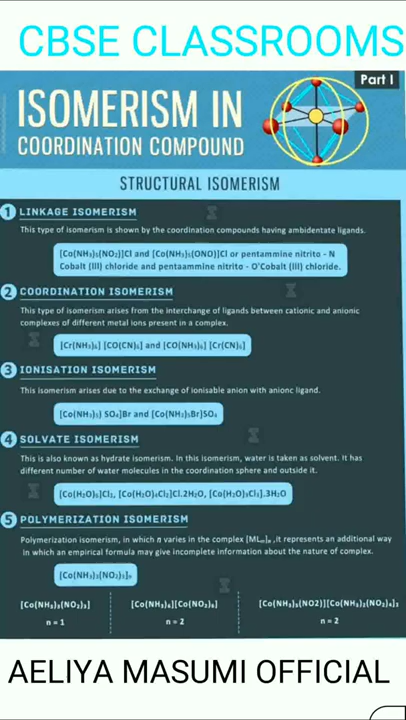 CBSE CLASSROOMS
Part I
ISOMERISM IN
COORDINATION COMPOUND
STRUCTURAL ISOMERISM
1 LINKAGE ISOMERISM
This type of isomerism is shown by the coordination compounds having ambidentate ligands.
[Co(NH₃)₅(NO₂)]Cl and [Co(NH₃)₅(ONO)]Cl or pentammine nitrito - N
Cobalt (III) chloride and pentaammine nitrito - O'Cobalt (iii) chloride.
2 COORDINATION ISOMERISM
This type of isomerism arises from the interchange of ligands between cationic and anionic
complexes of different metal ions present in a complex.
[Cr(NH₃)₆] [CO(CN)₆] and [CO(NH₃)₆] [Cr(CN)₆]
3 IONISATION ISOMERISM
This isomerism arises due to the exchange of ionisable anion with anionc ligand.
[Co(NH₃)₅) SO₄]Br and [Co(NH₃)₅Br]SO₄
4 SOLVATE ISOMERISM
This is also known as hydrate isomerism. In this isomerism, water is taken as solvent. It has
different number of water molecules in the coordination sphere and outside it.
[Co(H₂O)₆]Cl₃, [Co(H₂O)₄Cl₂]Cl.2H₂O, [Co(H₂O)₃Cl₃].3H₂O
5 POLYMERIZATION ISOMERISM
Polymerization isomerism, in which n varies in the complex [MLₘ]ₙ ,it represents an additional way
in which an empirical formula may give incomplete information about the nature of complex.
[Co(NH₃)₃(NO₂)₃]ₙ
[Co(NH₃)₃(NO₂)₃] [Co(NH₃)₆][Co(NO₂)₆] [Co(NH₃)₅(NO2)][Co(NH₃)₂(NO₂)₄]₂
n = 1 n = 2 n = 2
AELIYA MASUMI OFFICIAL